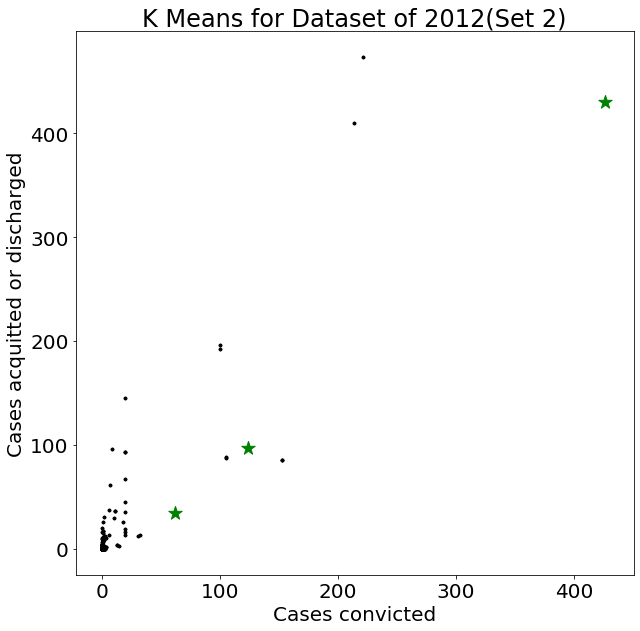 K Means for Dataset of 2012(Set 2)
Cases acquitted or discharged
400
300
200
100
0
0 100 200 300 400
Cases convicted